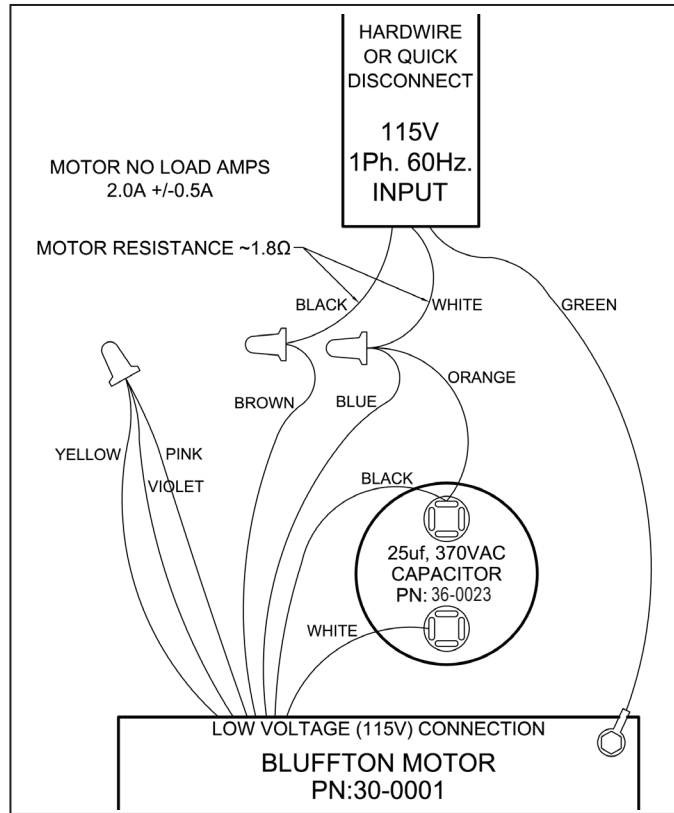 HARDWIRE
OR QUICK
DISCONNECT
115V
1Ph. 60Hz.
INPUT
MOTOR NO LOAD AMPS
2.0A +/-0.5A
MOTOR RESISTANCE ~1.8Ω
BLACK
WHITE
GREEN
BROWN
BLUE
ORANGE
YELLOW
PINK
VIOLET
BLACK
25uf, 370VAC
CAPACITOR
PN: 36-0023
WHITE
LOW VOLTAGE (115V) CONNECTION
BLUFFTON MOTOR
PN:30-0001